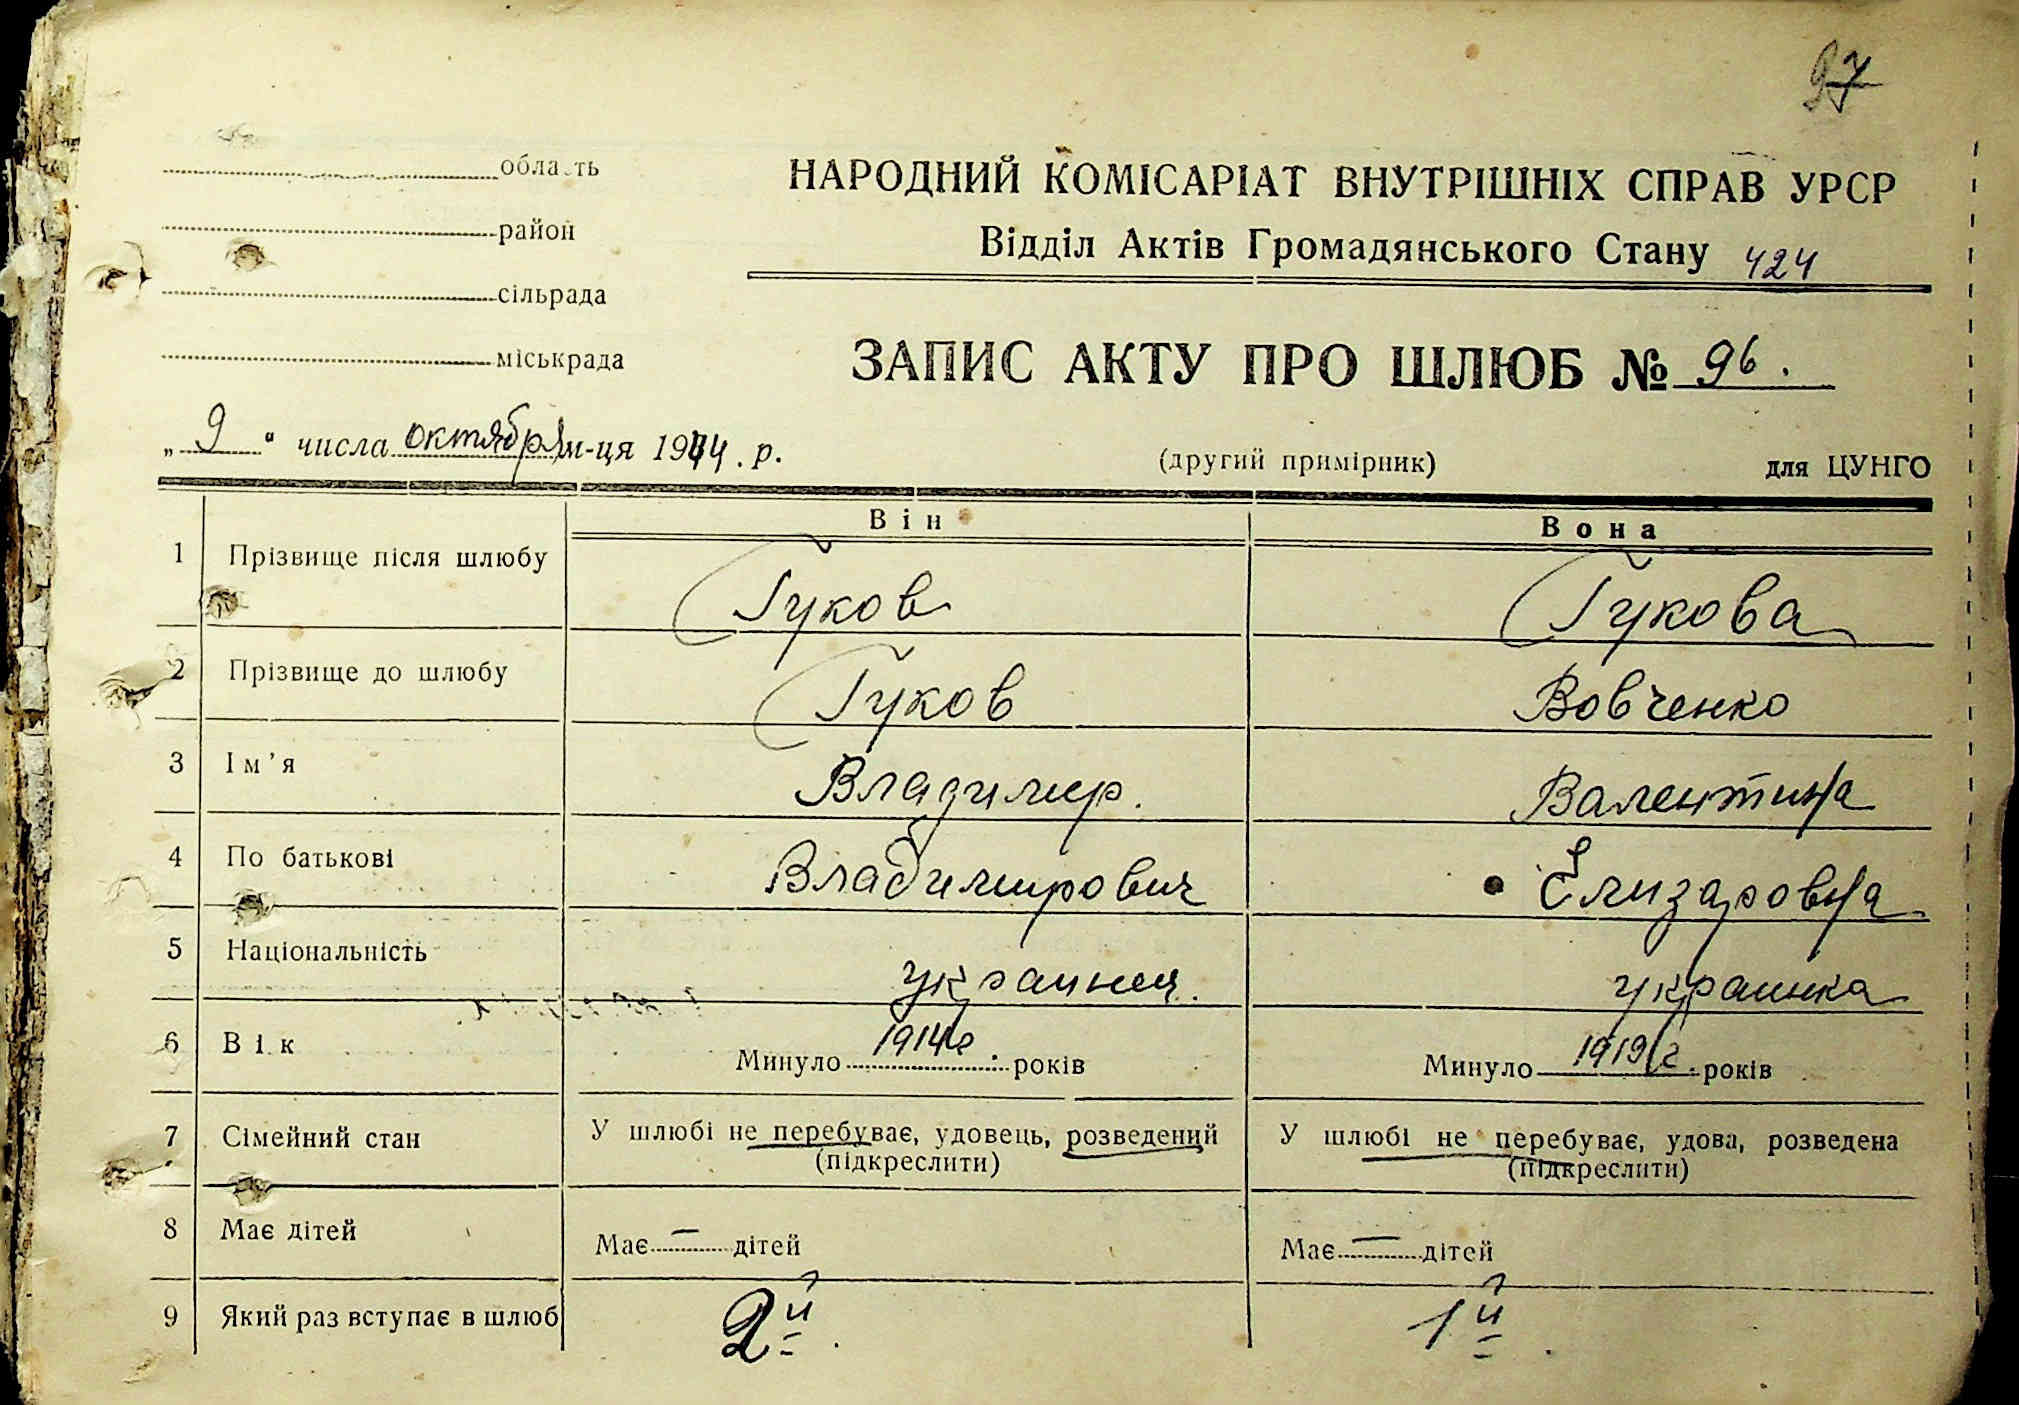 97
область
район
сільрада
міськрада
НАРОДНИЙ КОМІСАРІАТ ВНУТРІШНІХ СПРАВ УРСР
Відділ Актів Громадянського Стану 424
ЗАПИС АКТУ ПРО ШЛЮБ № 96.
„9" числа октября м-ця 1944. р.
(другий примірник)
для ЦУНГО
Він Вона
1 Прізвище після шлюбу Гуков Гукова
2 Прізвище до шлюбу Гуков Вовченко
3 Ім'я Владимир. Валентина
4 По батькові Владимирович Елизаровна
5 Національність украинец. украинка
6 Вік Минуло 1914 г. років Минуло 1919 г. років
7 Сімейний стан У шлюбі не перебуває, удовець, розведений У шлюбі не перебуває, удова, розведена
(підкреслити) (підкреслити)
8 Має дітей Має — дітей Має — дітей
9 Який раз вступає в шлюб 2й. 1й.